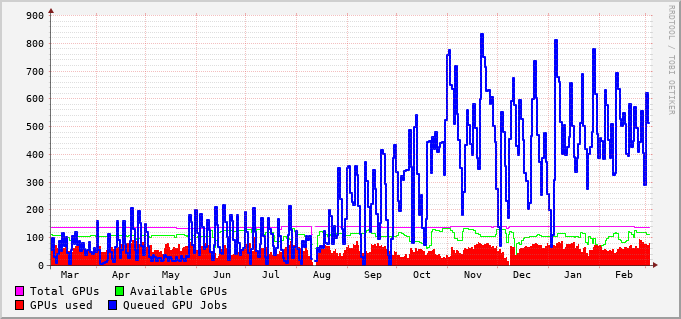 900
800
700
600
500
400
300
200
100
0
Mar Apr May Jun Jul Aug Sep Oct Nov Dec Jan Feb
Total GPUs Available GPUs
GPUs used Queued GPU Jobs
RRDTOOL / TOBI OETIKER